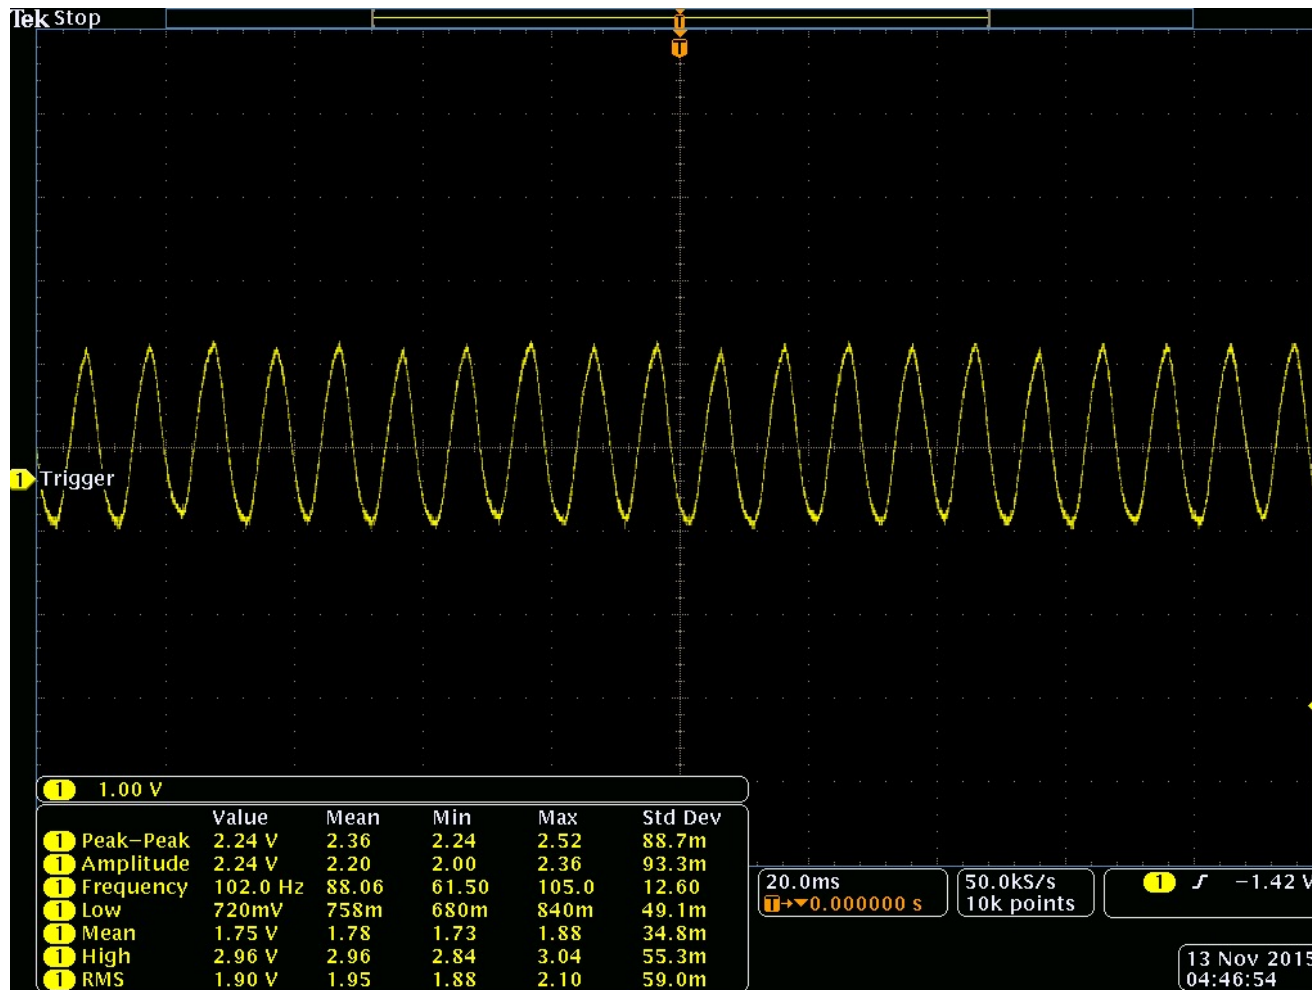 Tek Stop
T
T
1 Trigger
1 1.00 V
Value Mean Min Max Std Dev
1 Peak–Peak 2.24 V 2.36 2.24 2.52 88.7m
1 Amplitude 2.24 V 2.20 2.00 2.36 93.3m
1 Frequency 102.0 Hz 88.06 61.50 105.0 12.60
1 Low 720mV 758m 680m 840m 49.1m
1 Mean 1.75 V 1.78 1.73 1.88 34.8m
1 High 2.96 V 2.96 2.84 3.04 55.3m
1 RMS 1.90 V 1.95 1.88 2.10 59.0m
20.0ms
T→▼0.000000 s
50.0kS/s
10k points
1 −1.42 V
13 Nov 2015
04:46:54